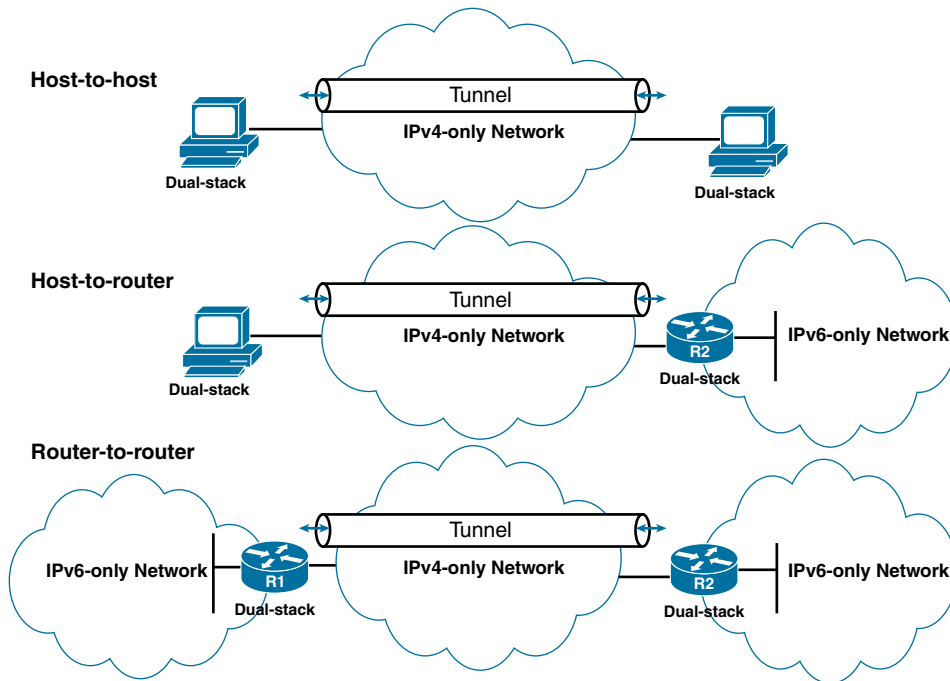 Host-to-host
Tunnel
IPv4-only Network
Dual-stack
Dual-stack
Host-to-router
Tunnel
IPv4-only Network
IPv6-only Network
R2
Dual-stack
Dual-stack
Router-to-router
Tunnel
IPv6-only Network
IPv4-only Network
IPv6-only Network
R1
R2
Dual-stack
Dual-stack